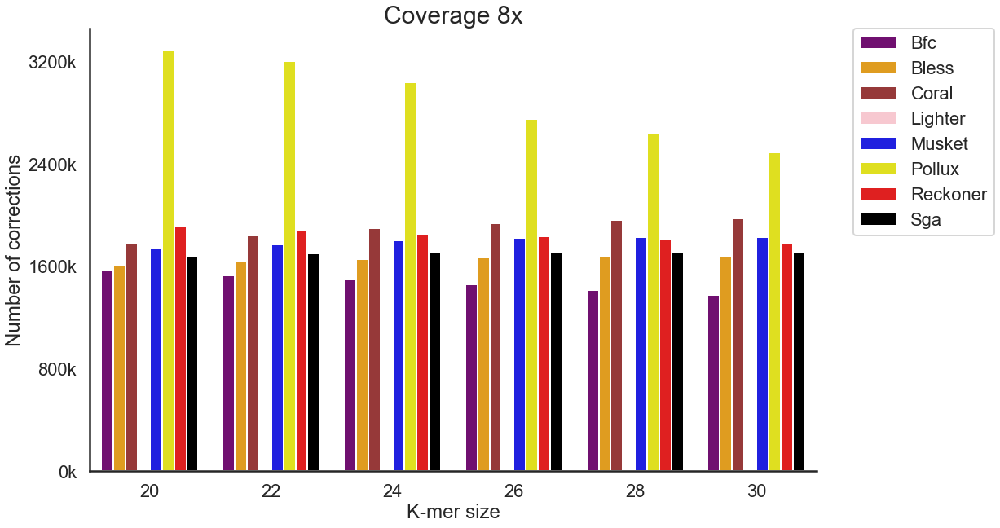 Coverage 8x
Number of corrections
3200k
2400k
1600k
800k
0k
20 22 24 26 28 30
K-mer size
Bfc
Bless
Coral
Lighter
Musket
Pollux
Reckoner
Sga